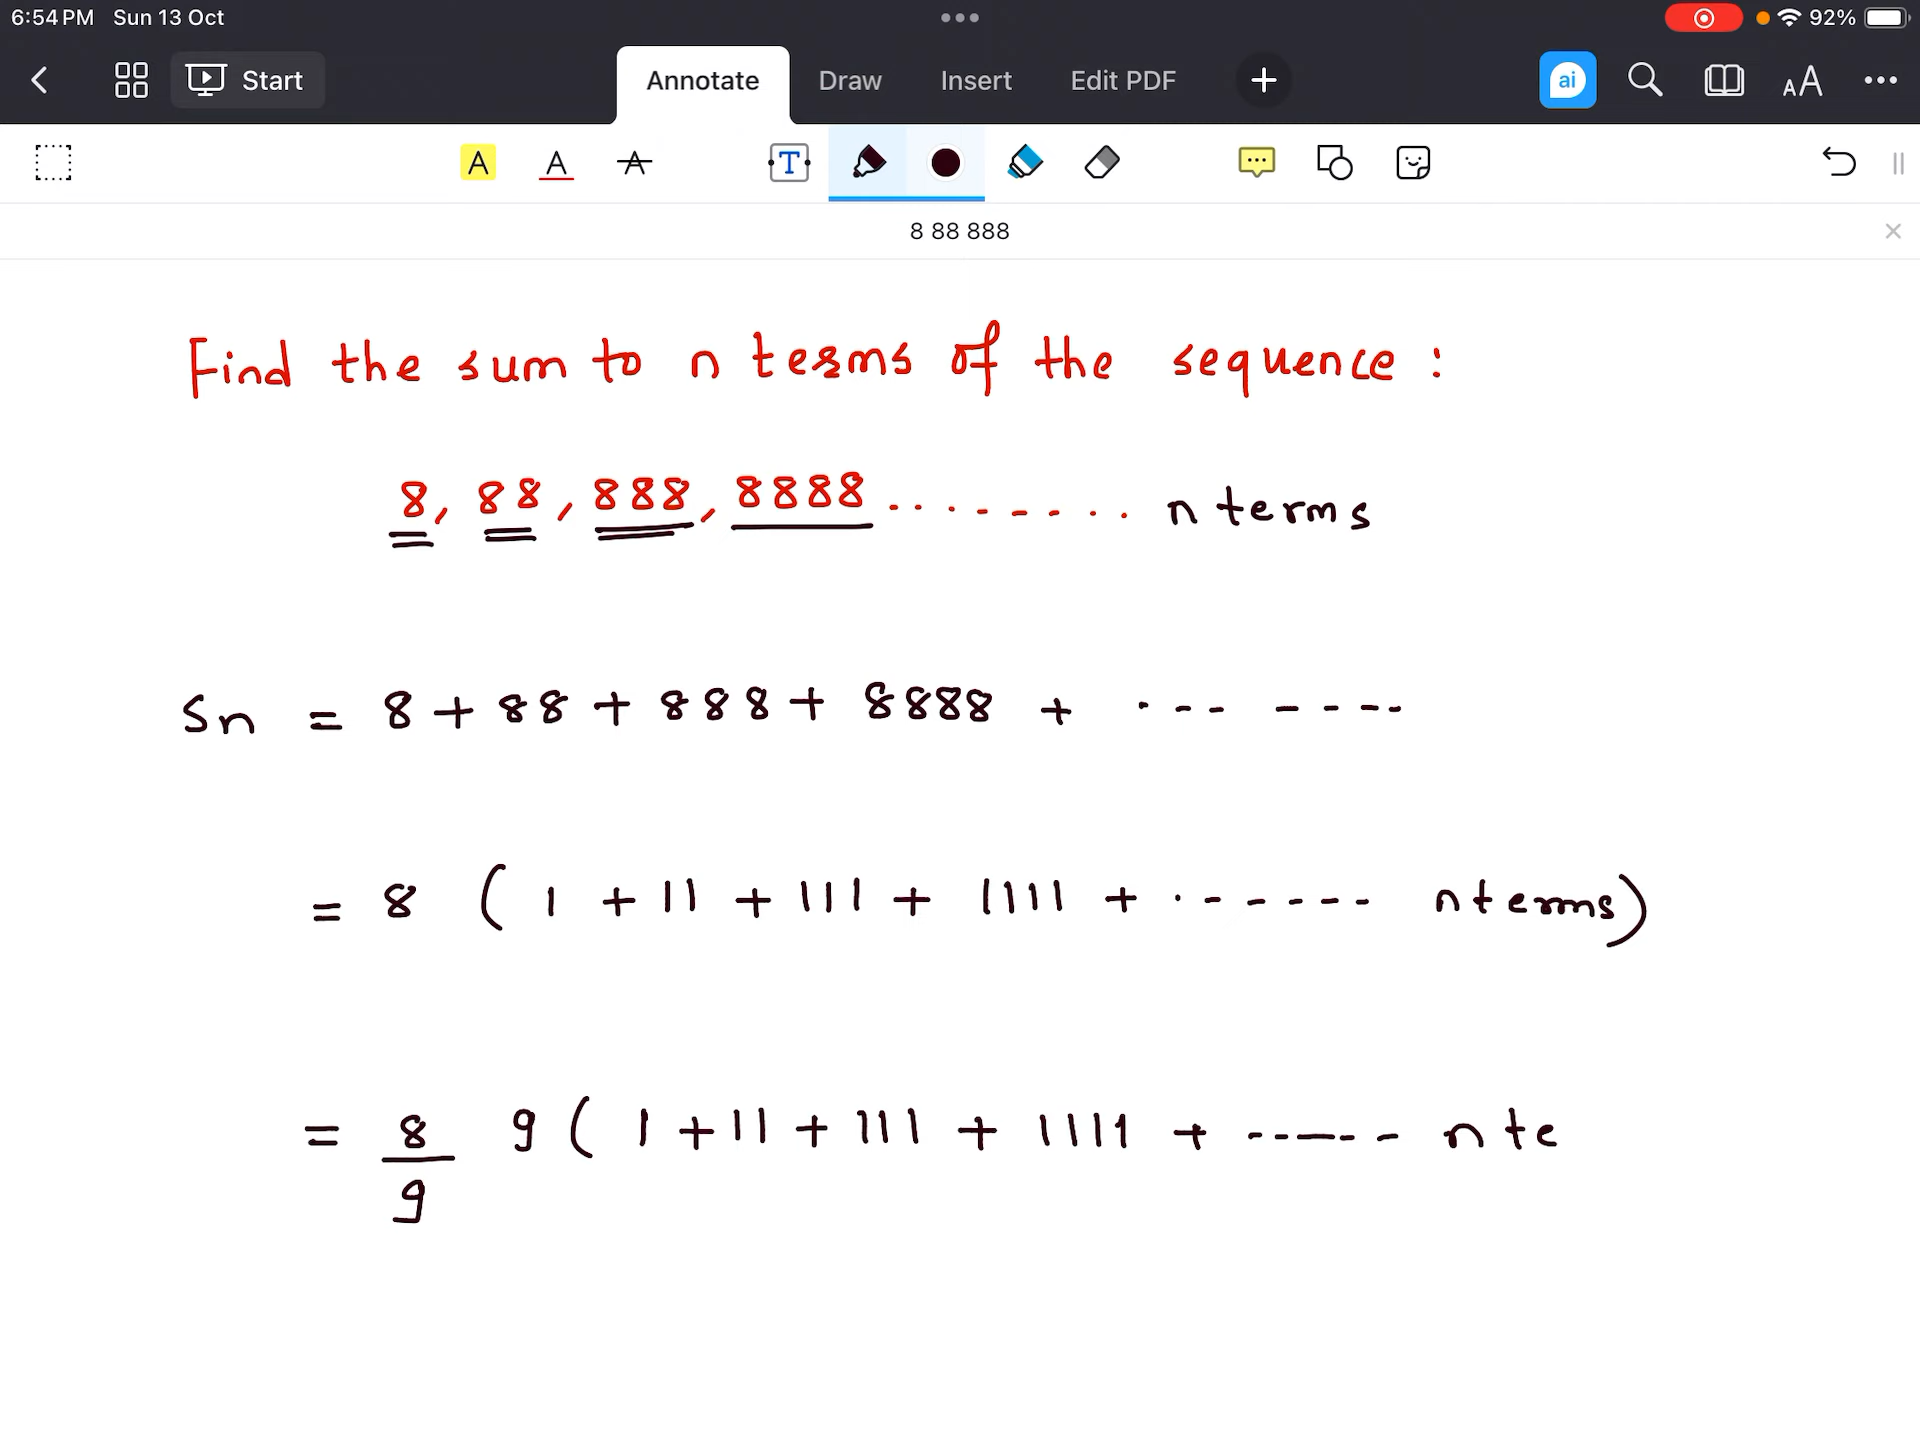 6:54 PM Sun 13 Oct 92%
Start Annotate Draw Insert Edit PDF + ai AA
A A A T
8 88 888
Find the sum to n terms of the sequence :
8, 88, 888, 8888 ......... n terms
Sn = 8 + 88 + 888 + 8888 + ·-- ----
= 8 ( 1 + 11 + 111 + 1111 + ·----- n terms)
= 8/9 9 ( 1 + 11 + 111 + 1111 + ----- n te